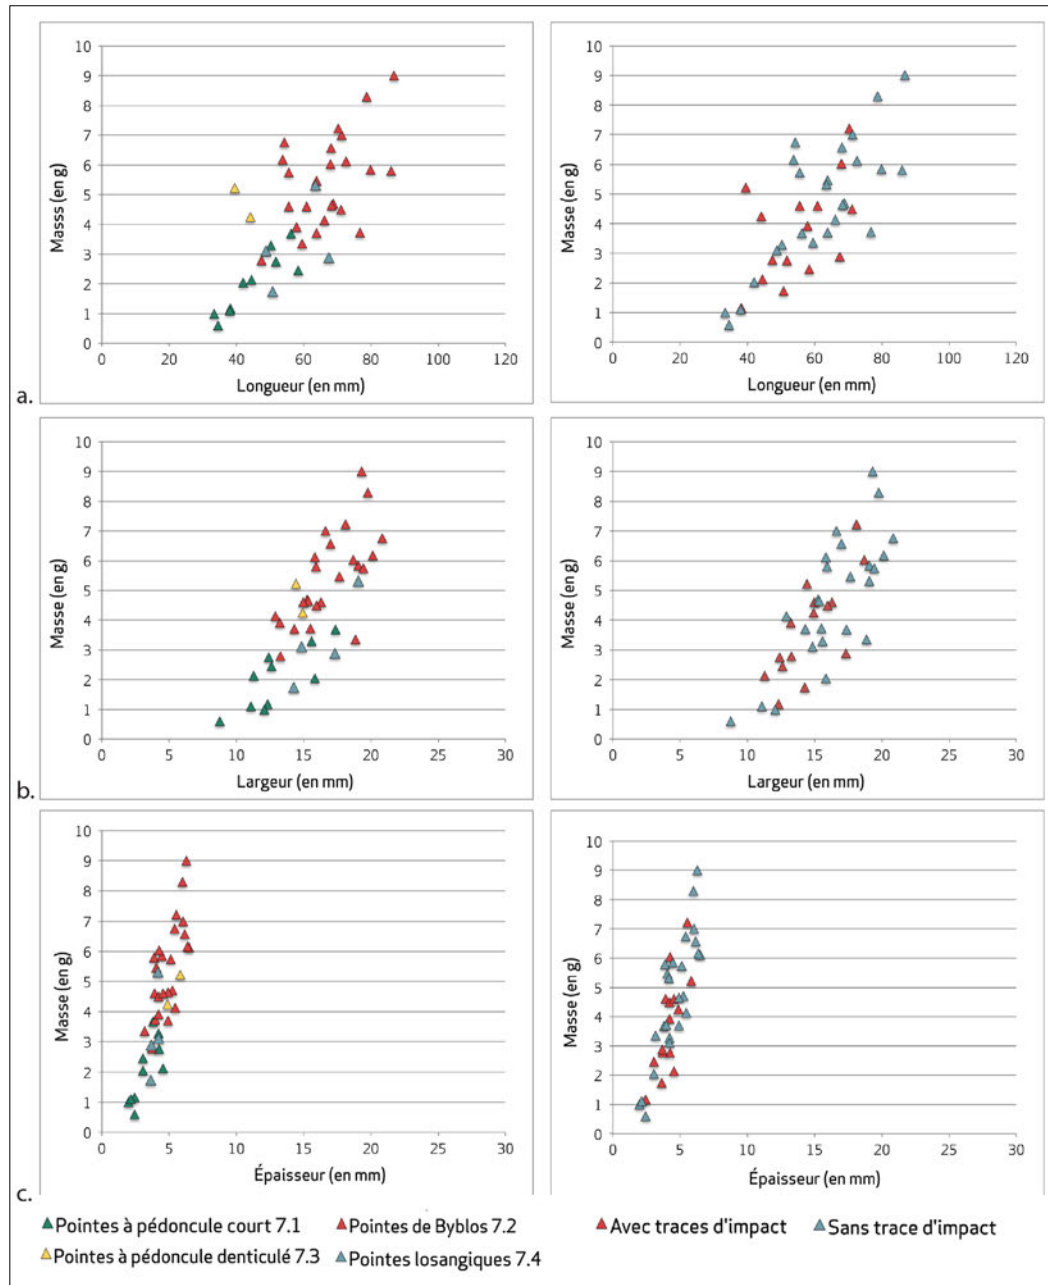 10
9
8
7
6
5
4
3
2
1
0
Masss (en g)
0 20 40 60 80 100 120
Longueur (en mm)
10
9
8
7
6
5
4
3
2
1
0
Masse (en g)
0 20 40 60 80 100 120
Longueur (en mm)
a.
10
9
8
7
6
5
4
3
2
1
0
Masse (en g)
0 5 10 15 20 25 30
Largeur (en mm)
10
9
8
7
6
5
4
3
2
1
0
Masse (en g)
0 5 10 15 20 25 30
Largeur (en mm)
b.
10
9
8
7
6
5
4
3
2
1
0
Masse (en g)
0 5 10 15 20 25 30
Épaisseur (en mm)
10
9
8
7
6
5
4
3
2
1
0
Masse (en g)
0 5 10 15 20 25 30
Épaisseur (en mm)
c.
Pointes à pédoncule court 7.1
Pointes de Byblos 7.2
Pointes à pédoncule denticulé 7.3
Pointes losangiques 7.4
Avec traces d'impact
Sans trace d'impact